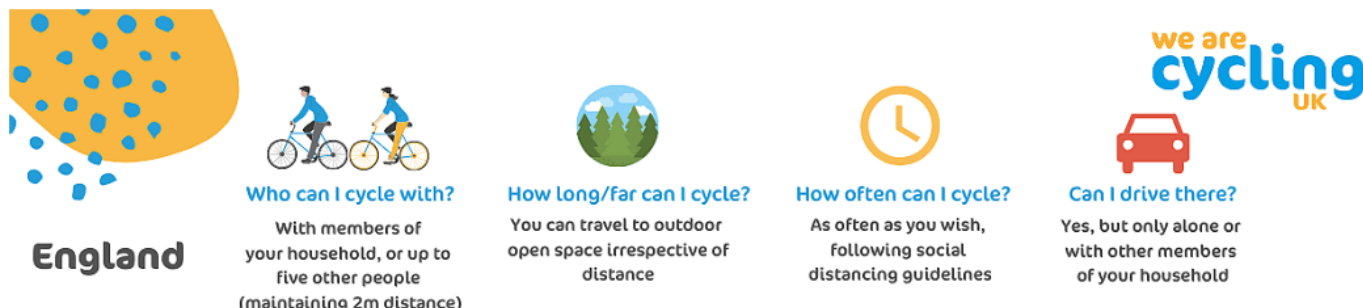 we are
cycling
UK
England
Who can I cycle with?
With members of
your household, or up to
five other people
(maintaining 2m distance)
How long/far can I cycle?
You can travel to outdoor
open space irrespective of
distance
How often can I cycle?
As often as you wish,
following social
distancing guidelines
Can I drive there?
Yes, but only alone or
with other members
of your household